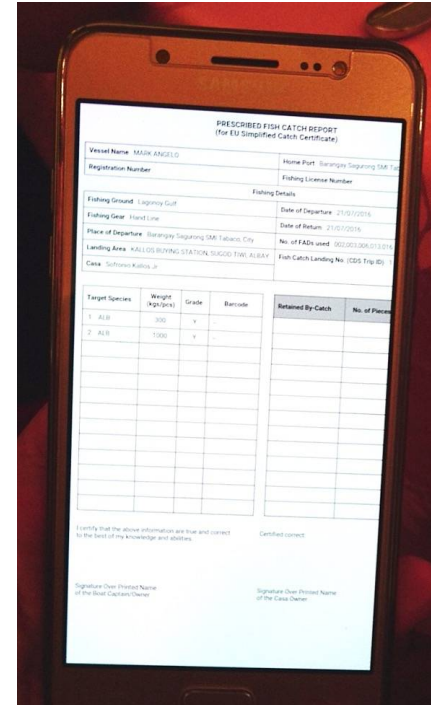 SAMSUNG
PRESCRIBED FISH CATCH REPORT
(for EU Simplified Catch Certificate)
Vessel Name MARK ANGELO
Home Port Barangay Sagurong SMI Tab
Registration Number
Fishing License Number
Fishing Details
Fishing Ground Lagonoy Gulf
Date of Departure 21/07/2016
Fishing Gear Hand Line
Date of Return 21/07/2016
Place of Departure Barangay Sagurong SMI Tabaco, City
No. of FADs used 002,003,006,013,016
Landing Area KALLOS BUYING STATION, SUGOD TIWI, ALBAY
Fish Catch Landing No. (CDS Trip ID)
Casa Sofronio Kallos Jr
Target Species Weight (kgs/pcs) Grade Barcode
Retained By-Catch No. of Pieces
1 ALB v -
2 ALB 1000 v -
I certify that the above information are true and correct
to the best of my knowledge and abilities.
Certified correct
Signature Over Printed Name
of the Boat Captain/Owner
Signature Over Printed Name
of the Casa Owner